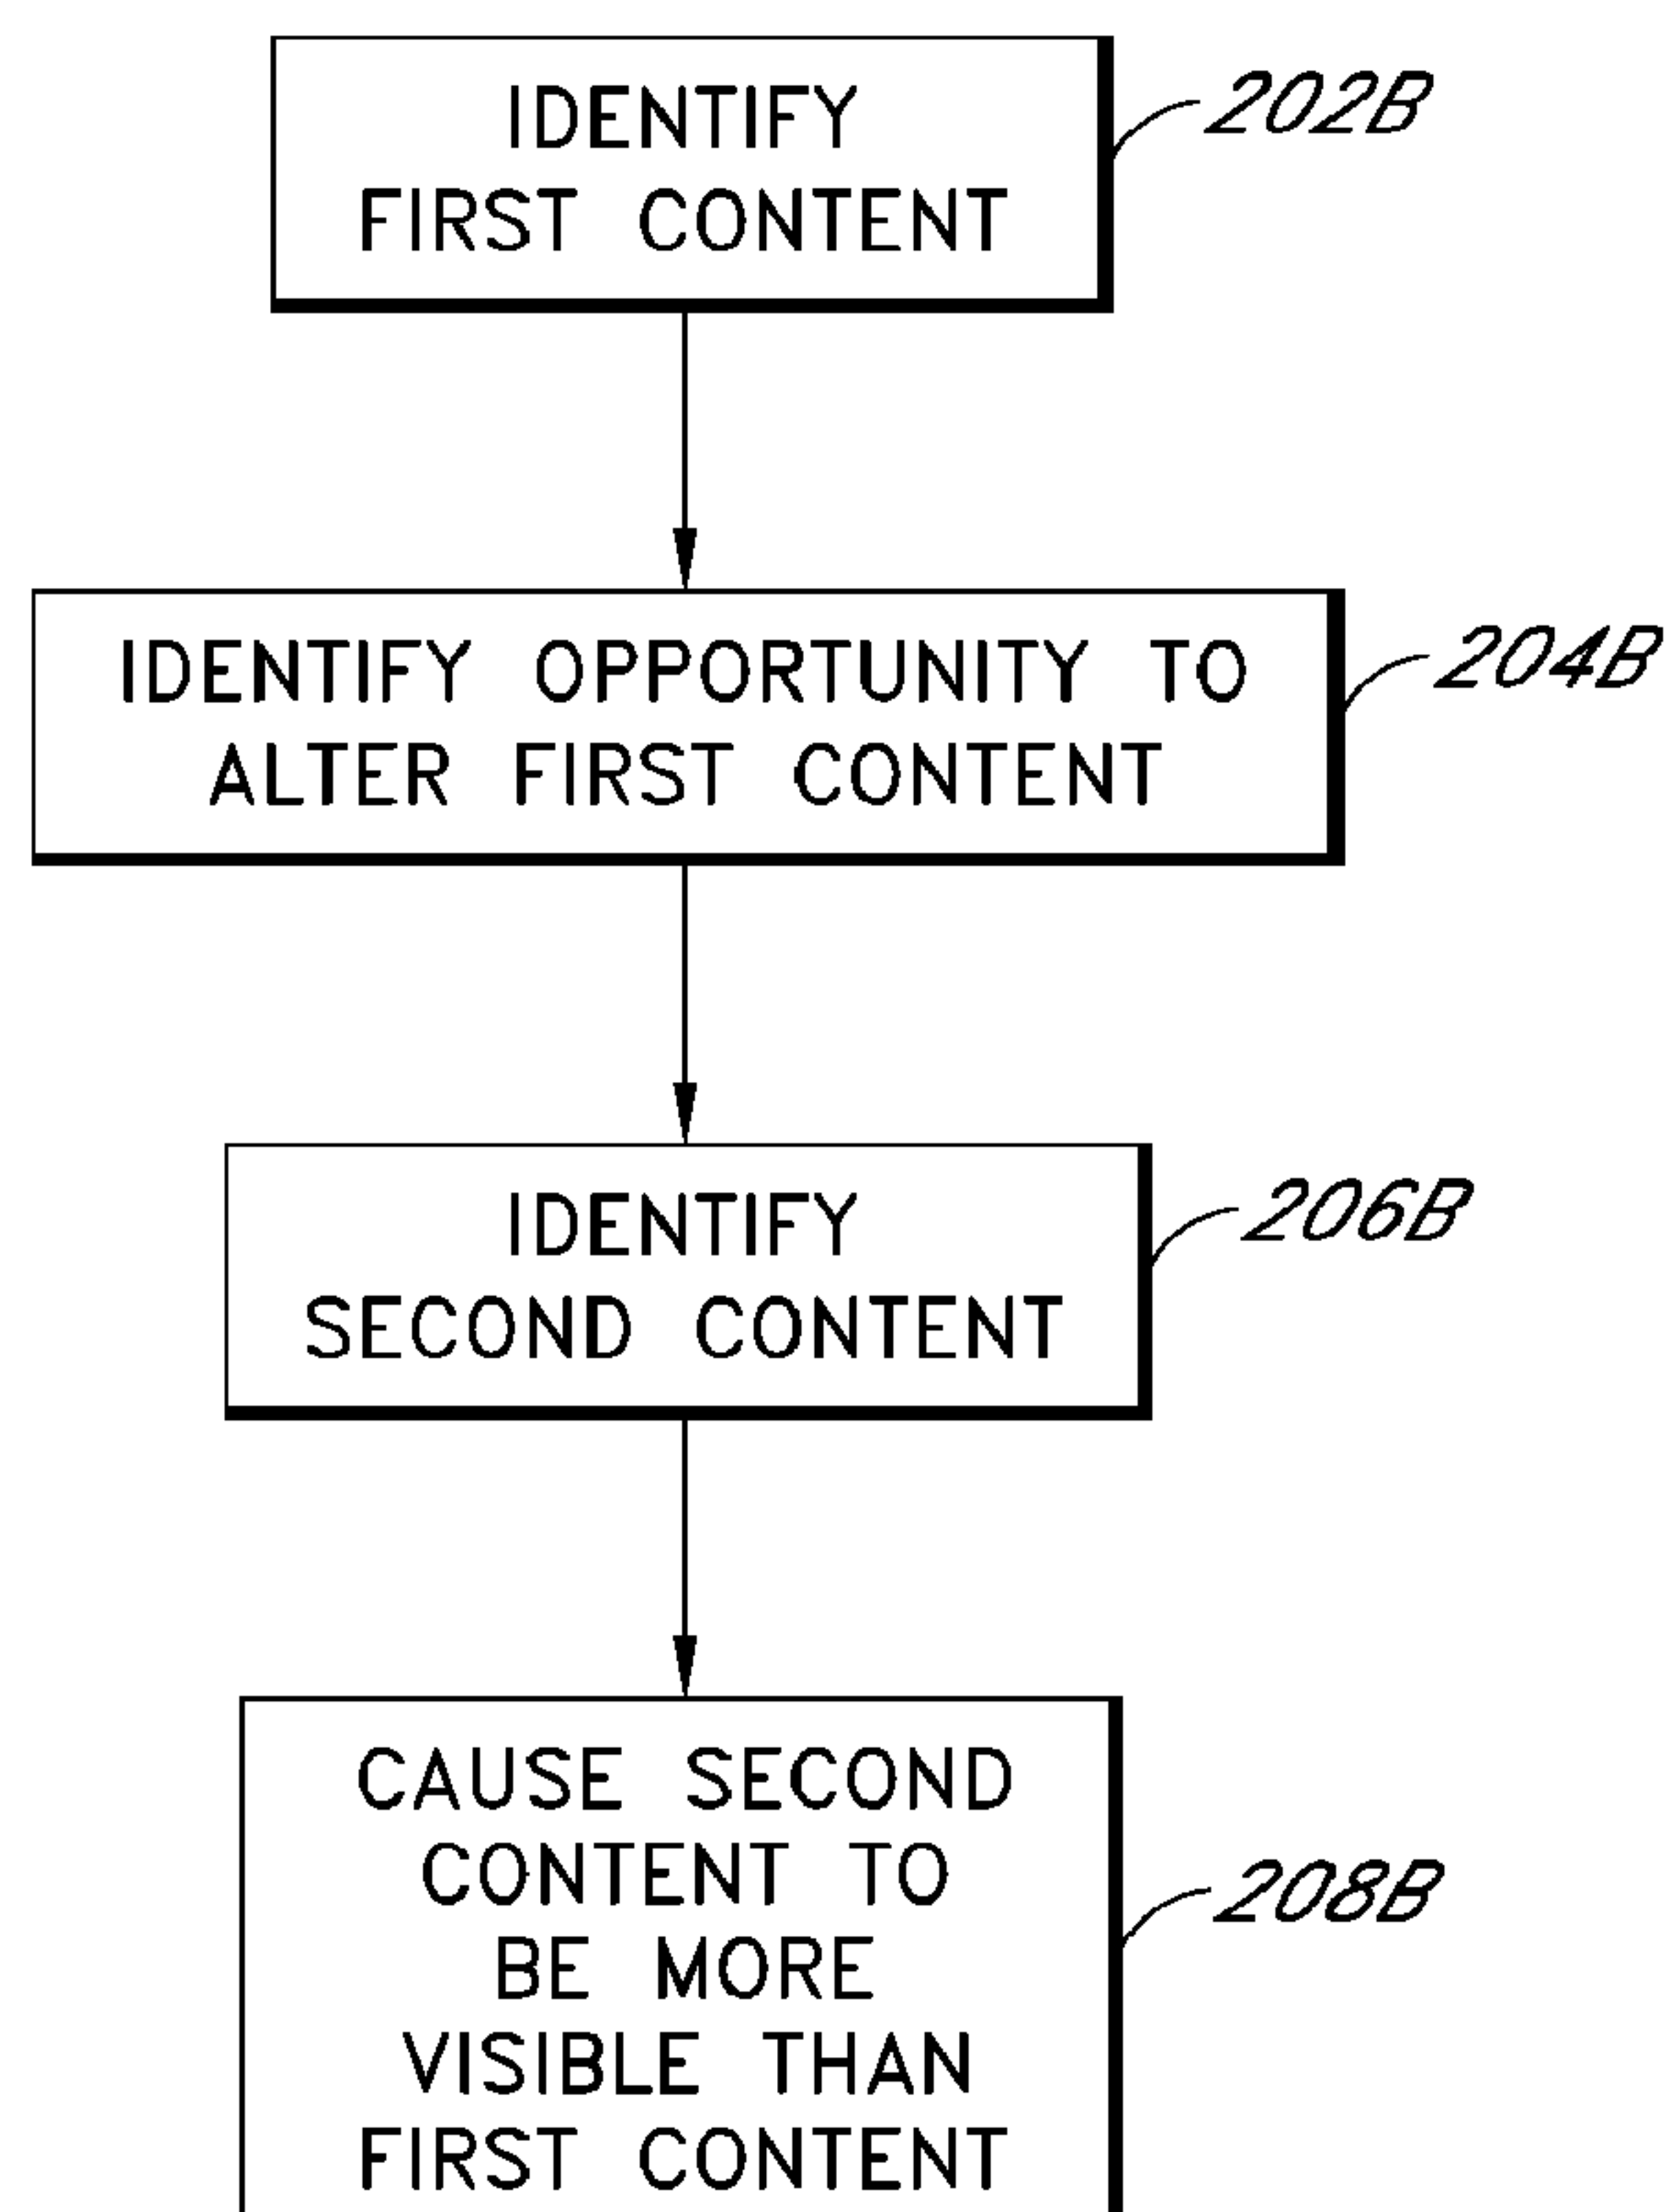 IDENTIFY
FIRST CONTENT
202B
IDENTIFY OPPORTUNITY TO
ALTER FIRST CONTENT
204B
IDENTIFY
SECOND CONTENT
206B
CAUSE SECOND
CONTENT TO
BE MORE
VISIBLE THAN
FIRST CONTENT
208B